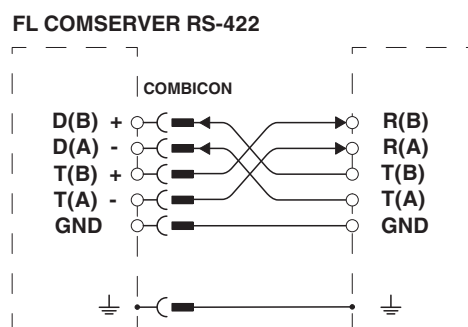 FL COMSERVER RS-422
COMBICON
D(B) + R(B)
D(A) - R(A)
T(B) + T(B)
T(A) - T(A)
GND GND